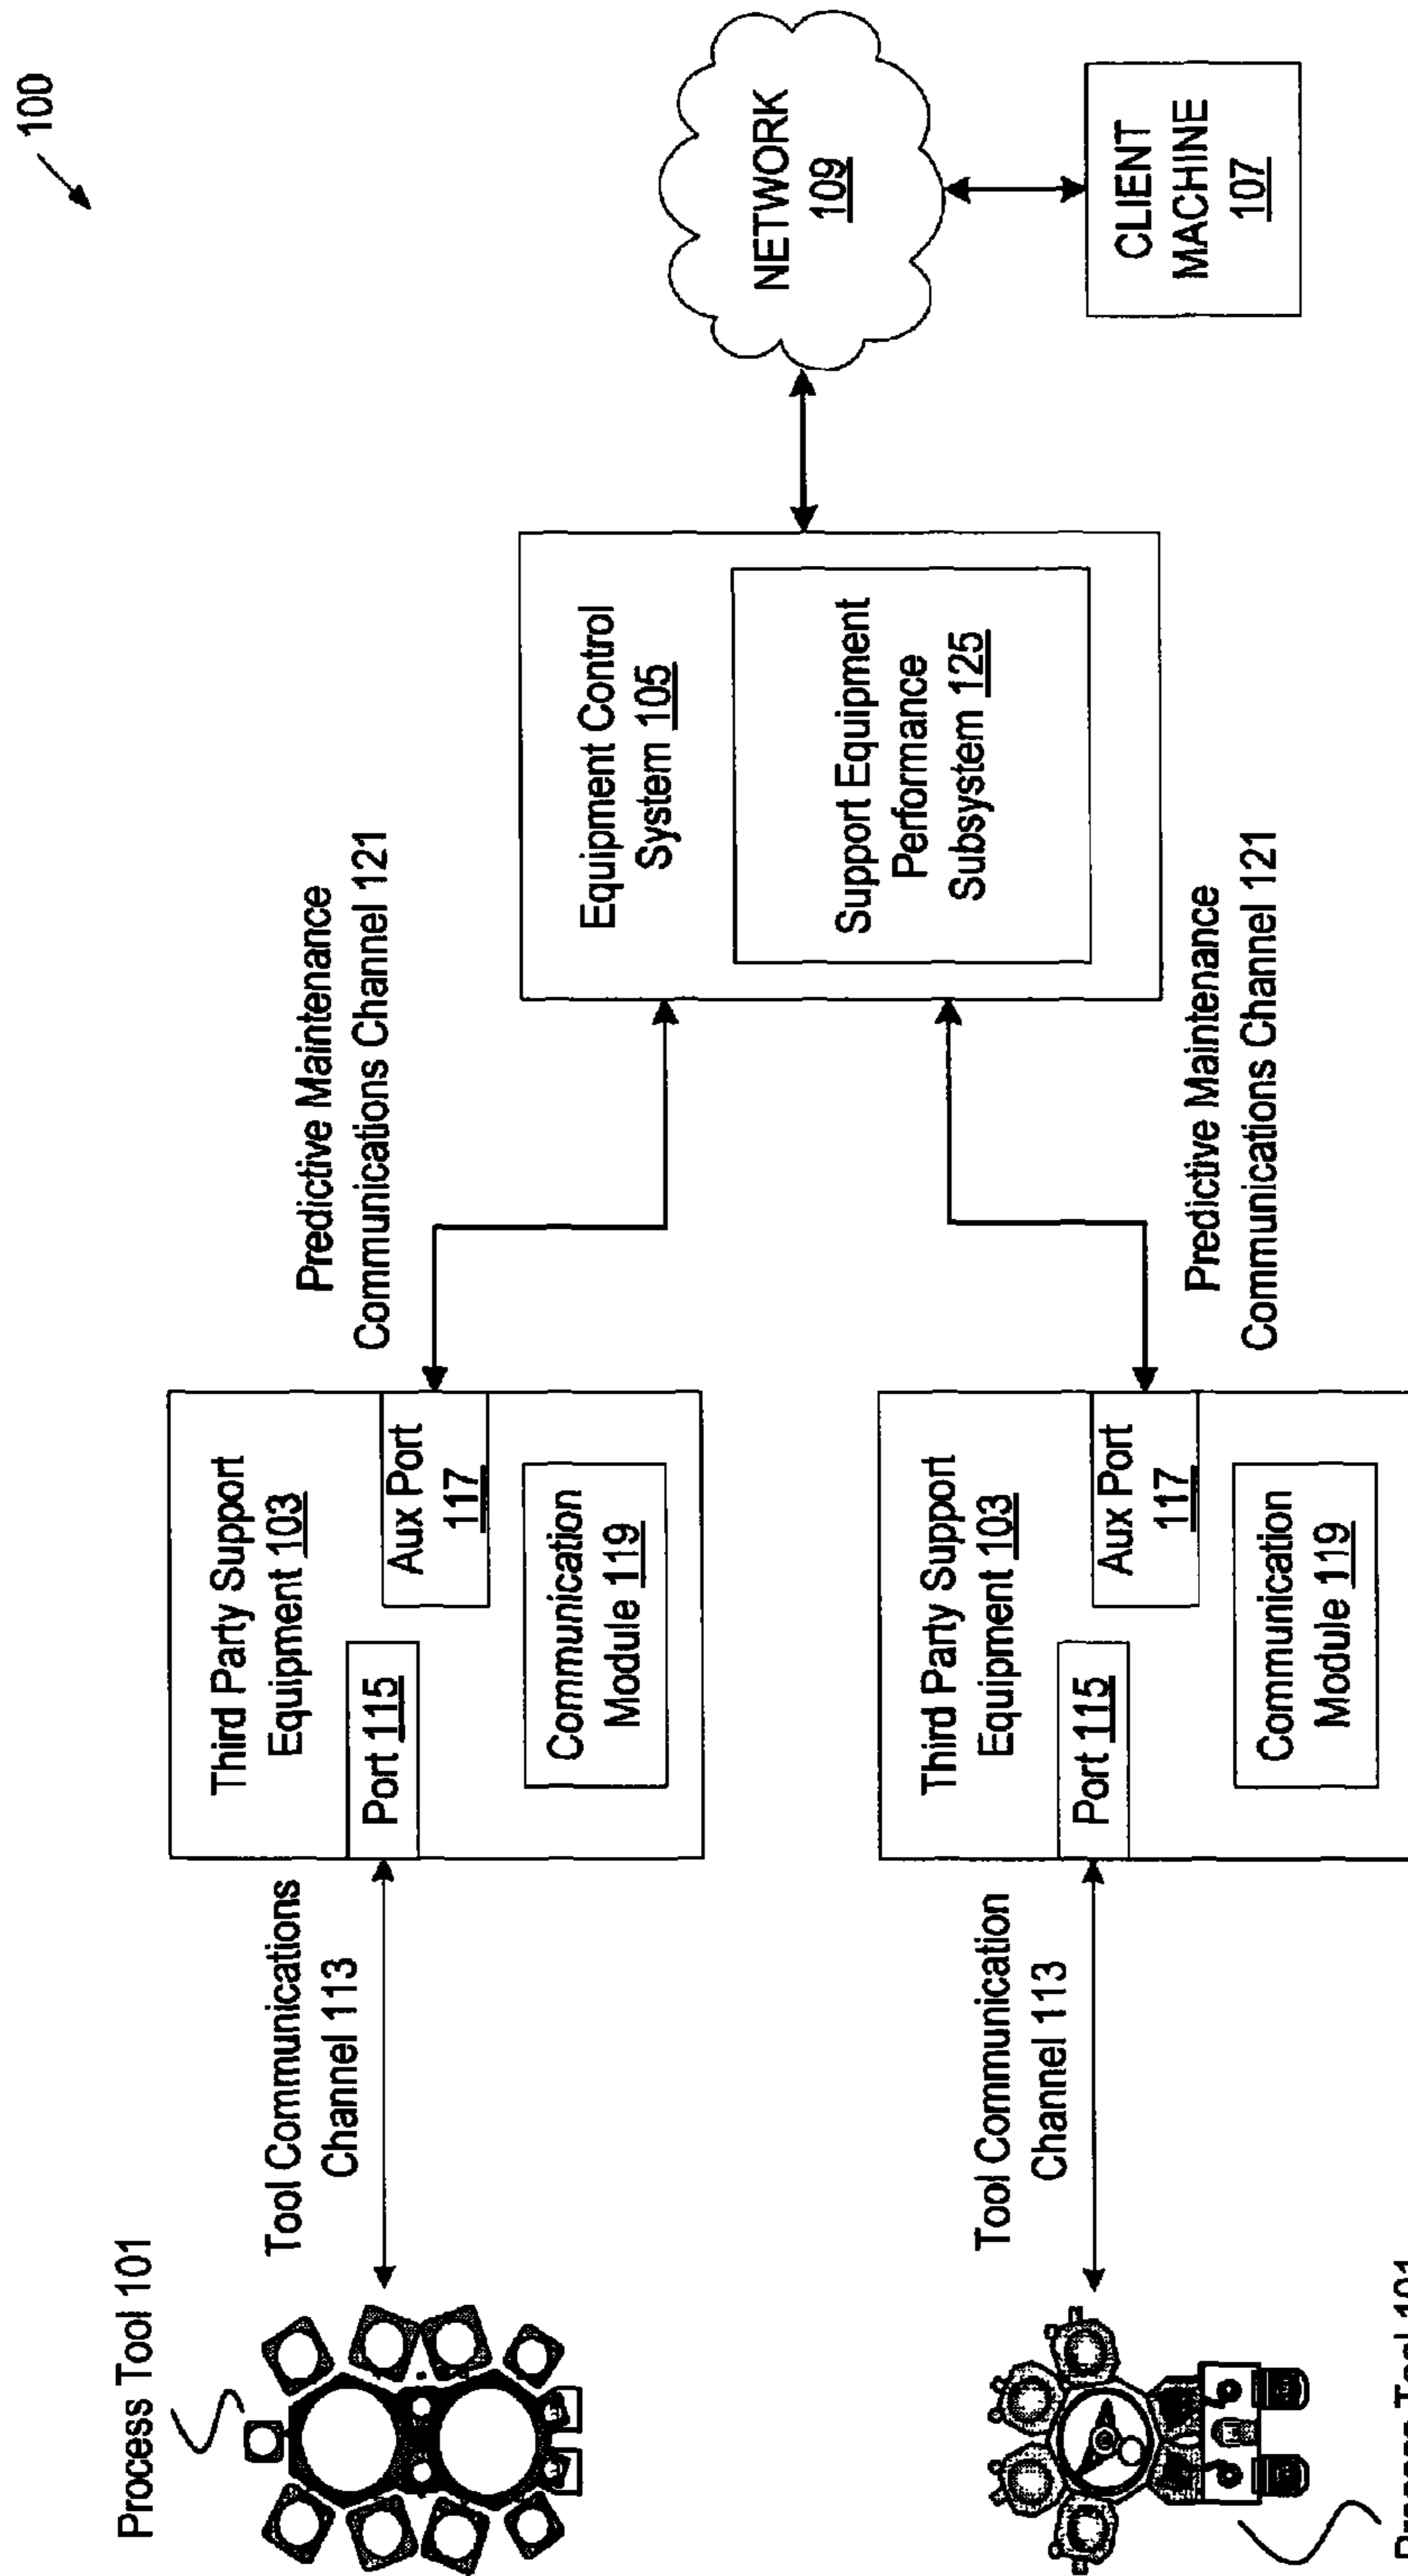 100
Process Tool 101
Tool Communications
Channel 113
Third Party Support
Equipment 103
Port 115
Aux Port
117
Communication
Module 119
Predictive Maintenance
Communications Channel 121
Equipment Control
System 105
Support Equipment
Performance
Subsystem 125
NETWORK
109
CLIENT
MACHINE
107
Tool Communication
Channel 113
Third Party Support
Equipment 103
Port 115
Aux Port
117
Communication
Module 119
Predictive Maintenance
Communications Channel 121
Process Tool 101